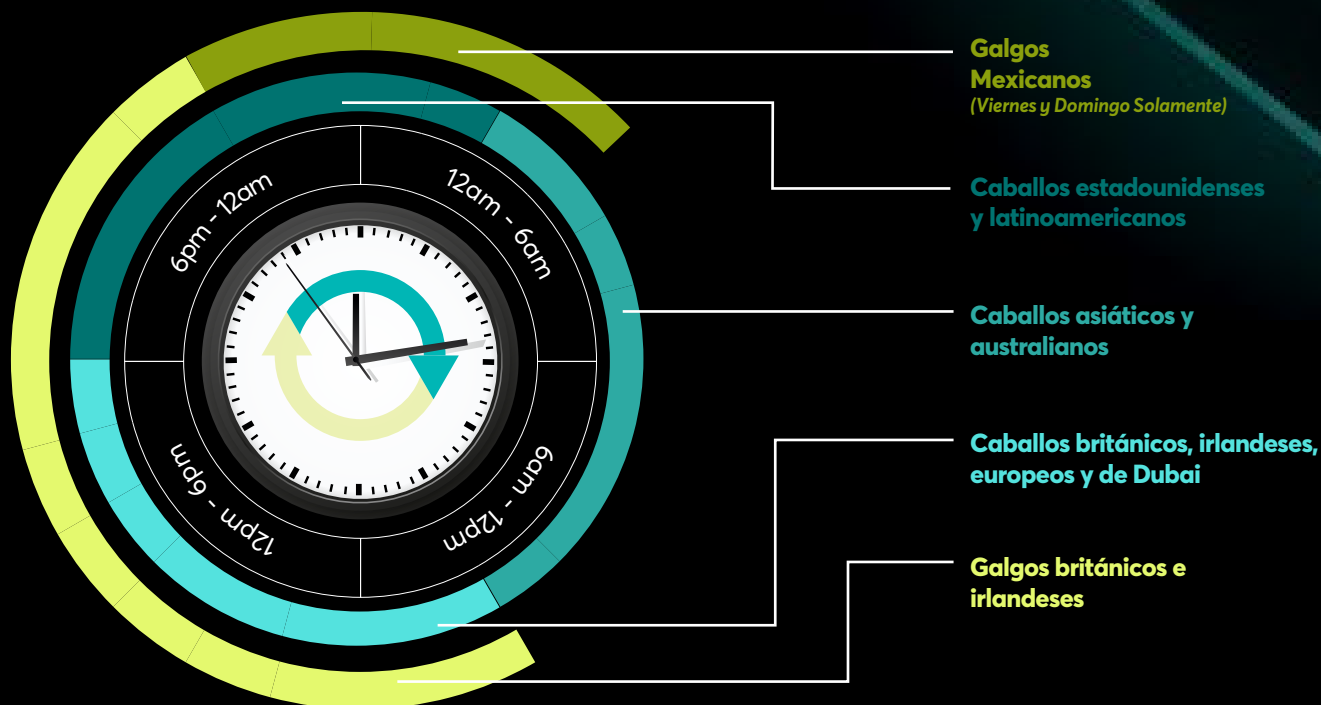 Galgos
Mexicanos
(Viernes y Domingo Solamente)
Caballos estadounidenses
y latinoamericanos
Caballos asiáticos y
australianos
Caballos británicos, irlandeses,
europeos y de Dubai
Galgos británicos e
irlandeses
6pm - 12am
12am - 6am
12pm - 6pm
6am - 12pm